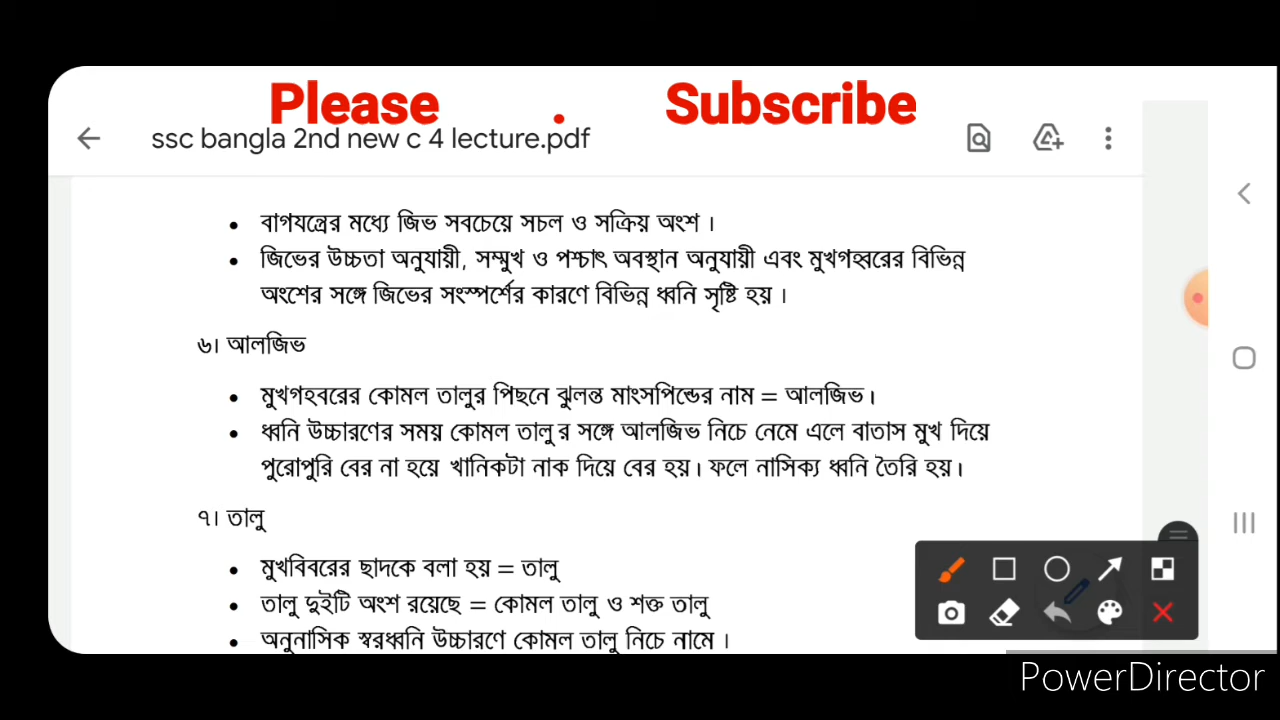 Please . Subscribe
ssc bangla 2nd new c 4 lecture.pdf
• বাগযন্ত্রের মধ্যে জিভ সবচেয়ে সচল ও সক্রিয় অংশ ।
• জিভের উচ্চতা অনুযায়ী, সম্মুখ ও পশ্চাৎ অবস্থান অনুযায়ী এবং মুখগহ্বরের বিভিন্ন
অংশের সঙ্গে জিভের সংস্পর্শের কারণে বিভিন্ন ধ্বনি সৃষ্টি হয় ।
৬। আলজিভ
• মুখগহবরের কোমল তালুর পিছনে ঝুলন্ত মাংসপিন্ডের নাম = আলজিভ।
• ধ্বনি উচ্চারণের সময় কোমল তালু র সঙ্গে আলজিভ নিচে নেমে এলে বাতাস মুখ দিয়ে
পুরোপুরি বের না হয়ে খানিকটা নাক দিয়ে বের হয়। ফলে নাসিক্য ধ্বনি তৈরি হয়।
৭। তালু
• মুখবিবরের ছাদকে বলা হয় = তালু
• তালু দুইটি অংশ রয়েছে = কোমল তালু ও শক্ত তালু
• অনুনাসিক স্বরধ্বনি উচ্চারণে কোমল তালু নিচে নামে ।
PowerDirector